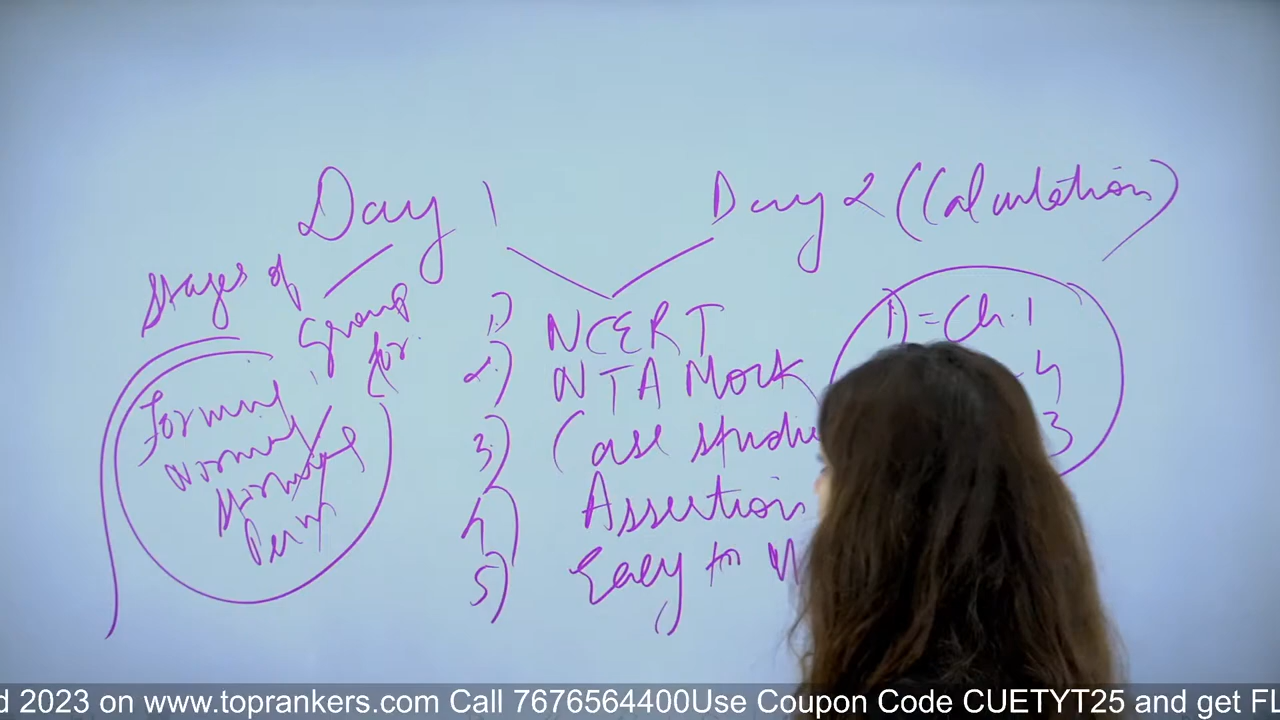 Day 1
Day 2 (Calculation)
Stages of
Group
for.
Forming
Norming
Storming
1) NCERT
2) NTA Mock
3) Case studie
4) Assertion
5) Easy to
1) = Ch. 1
4
3
d 2023 on www.toprankers.com Call 7676564400Use Coupon Code CUETYT25 and get FL